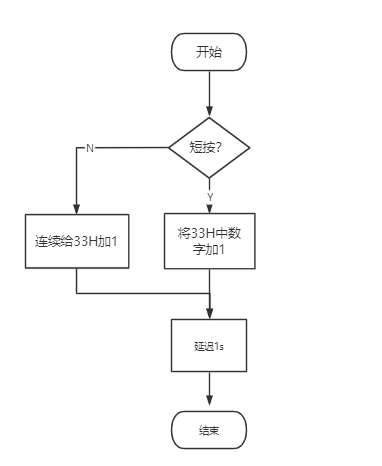 开始
短按?
N
Y
连续给33H加1
将33H中数
字加1
延迟1s
结束